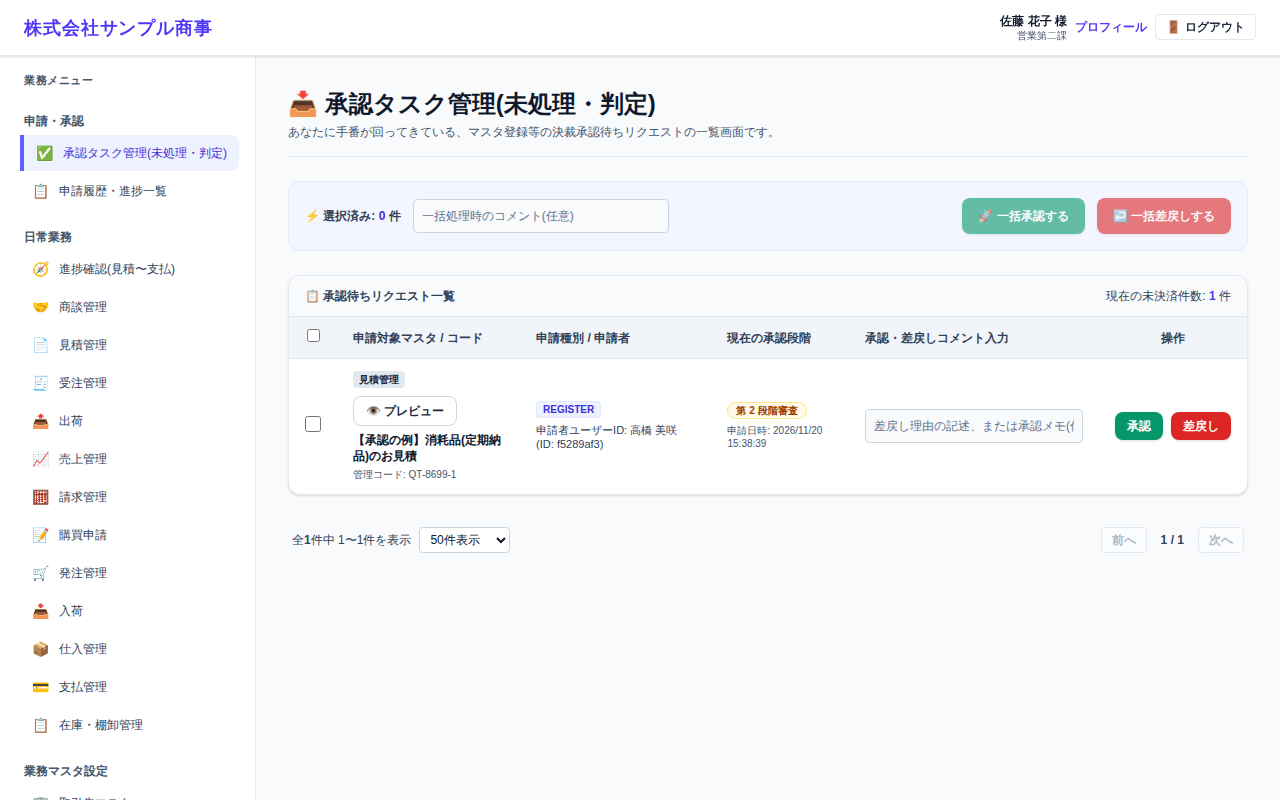 株式会社サンプル商事
佐藤 花子 様
営業第二課
プロフィール
🚪 ログアウト
業務メニュー
申請・承認
✅ 承認タスク管理(未処理・判定)
📋 申請履歴・進捗一覧
日常業務
🧭 進捗確認(見積〜支払)
🤝 商談管理
📄 見積管理
🧾 受注管理
📤 出荷
📈 売上管理
🧮 請求管理
📝 購買申請
🛒 発注管理
📥 入荷
📦 仕入管理
💳 支払管理
📋 在庫・棚卸管理
業務マスタ設定
📥 承認タスク管理(未処理・判定)
あなたに手番が回ってきている、マスタ登録等の決裁承認待ちリクエストの一覧画面です。
⚡ 選択済み: 0 件
一括処理時のコメント(任意)
🚀 一括承認する
↩️ 一括差戻しする
📋 承認待ちリクエスト一覧
現在の未決済件数: 1 件
申請対象マスタ / コード
申請種別 / 申請者
現在の承認段階
承認・差戻しコメント入力
操作
見積管理
👁️ プレビュー
【承認の例】消耗品(定期納
品)のお見積
管理コード: QT-8699-1
REGISTER
申請者ユーザーID: 高橋 美咲
(ID: f5289af3)
第 2 段階審査
申請日時: 2026/11/20
15:38:39
差戻し理由の記述、または承認メモ(
承認
差戻し
全1件中 1〜1件を表示
50件表示
前へ
1 / 1
次へ